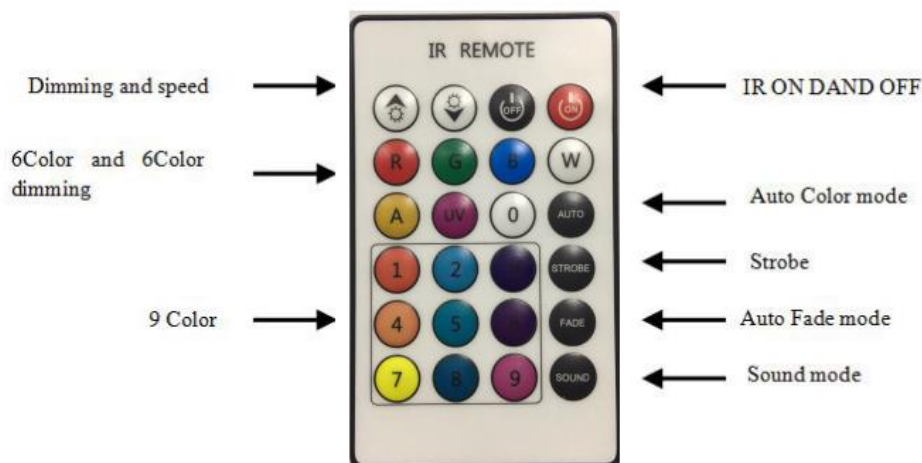 IR REMOTE
Dimming and speed
IR ON DAND OFF
OFF
ON
6Color and 6Color
dimming
R G B W
A UV 0 AUTO
Auto Color mode
1 2 STROBE
Strobe
9 Color
4 5 FADE
Auto Fade mode
7 8 9 SOUND
Sound mode